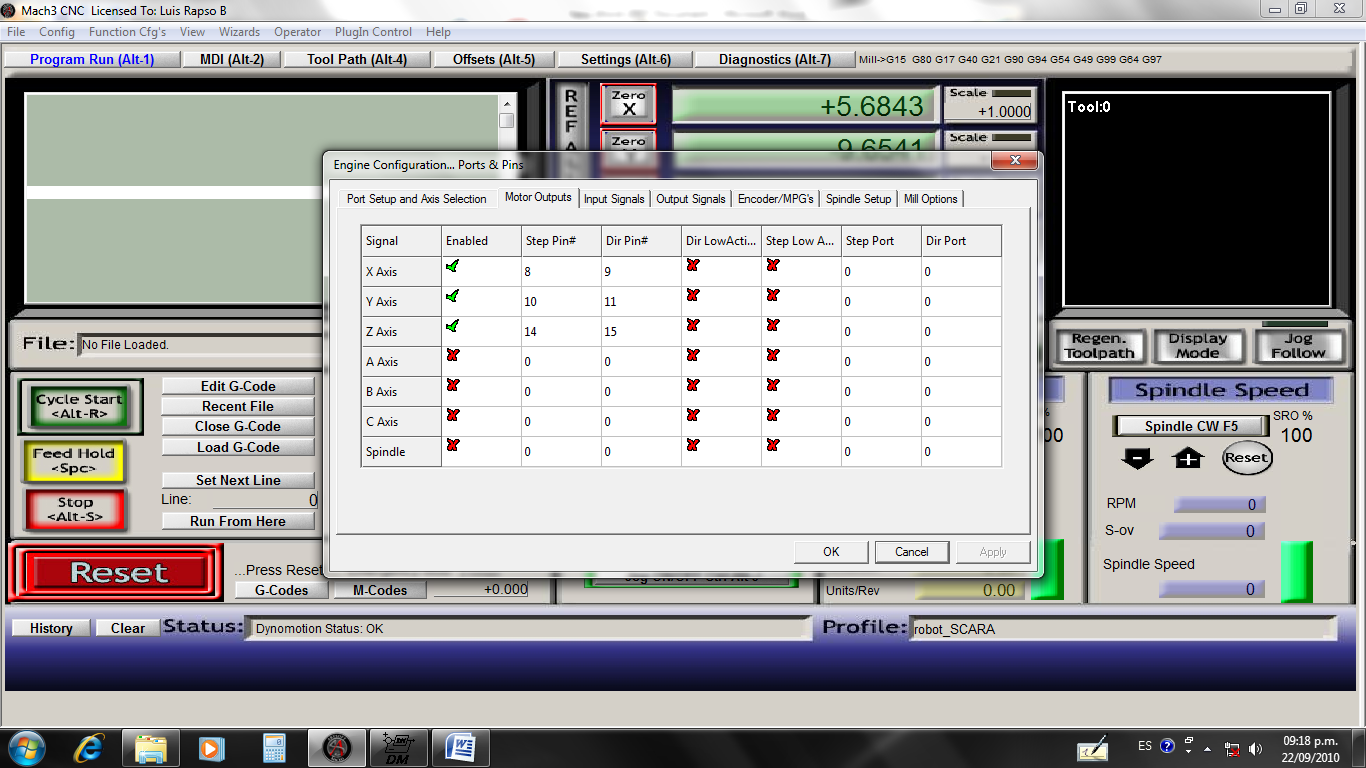 Mach3 CNC Licensed To: Luis Rapso B
File Config Function Cfg's View Wizards Operator PlugIn Control Help
Program Run (Alt-1) MDI (Alt-2) Tool Path (Alt-4) Offsets (Alt-5) Settings (Alt-6) Diagnostics (Alt-7) Mill->G15 G80 G17 G40 G21 G90 G94 G54 G49 G99 G64 G97
REF A
Zero X +5.6843 Scale +1.0000
Zero 9.6541 Scale
Tool:0
Engine Configuration... Ports & Pins
Port Setup and Axis Selection Motor Outputs Input Signals Output Signals Encoder/MPG's Spindle Setup Mill Options
Signal Enabled Step Pin# Dir Pin# Dir LowActi... Step Low A... Step Port Dir Port
X Axis 8 9 0 0
Y Axis 10 11 0 0
Z Axis 14 15 0 0
A Axis 0 0 0 0
B Axis 0 0 0 0
C Axis 0 0 0 0
Spindle 0 0 0 0
OK Cancel Apply
File: No File Loaded.
Regen. Toolpath Display Mode Jog Follow
Cycle Start <Alt-R>
Feed Hold <Spc>
Stop <Alt-S>
Edit G-Code
Recent File
Close G-Code
Load G-Code
Set Next Line
Line: 0
Run From Here
Spindle Speed
Spindle CW F5 SRO % 100
Reset
RPM 0
S-ov 0
Spindle Speed 0
% 00
Reset
...Press Reset
G-Codes M-Codes +0.000
Units/Rev 0.00
History Clear Status: Dynomotion Status: OK Profile: robot_SCARA
DM
ES 09:18 p.m.
22/09/2010